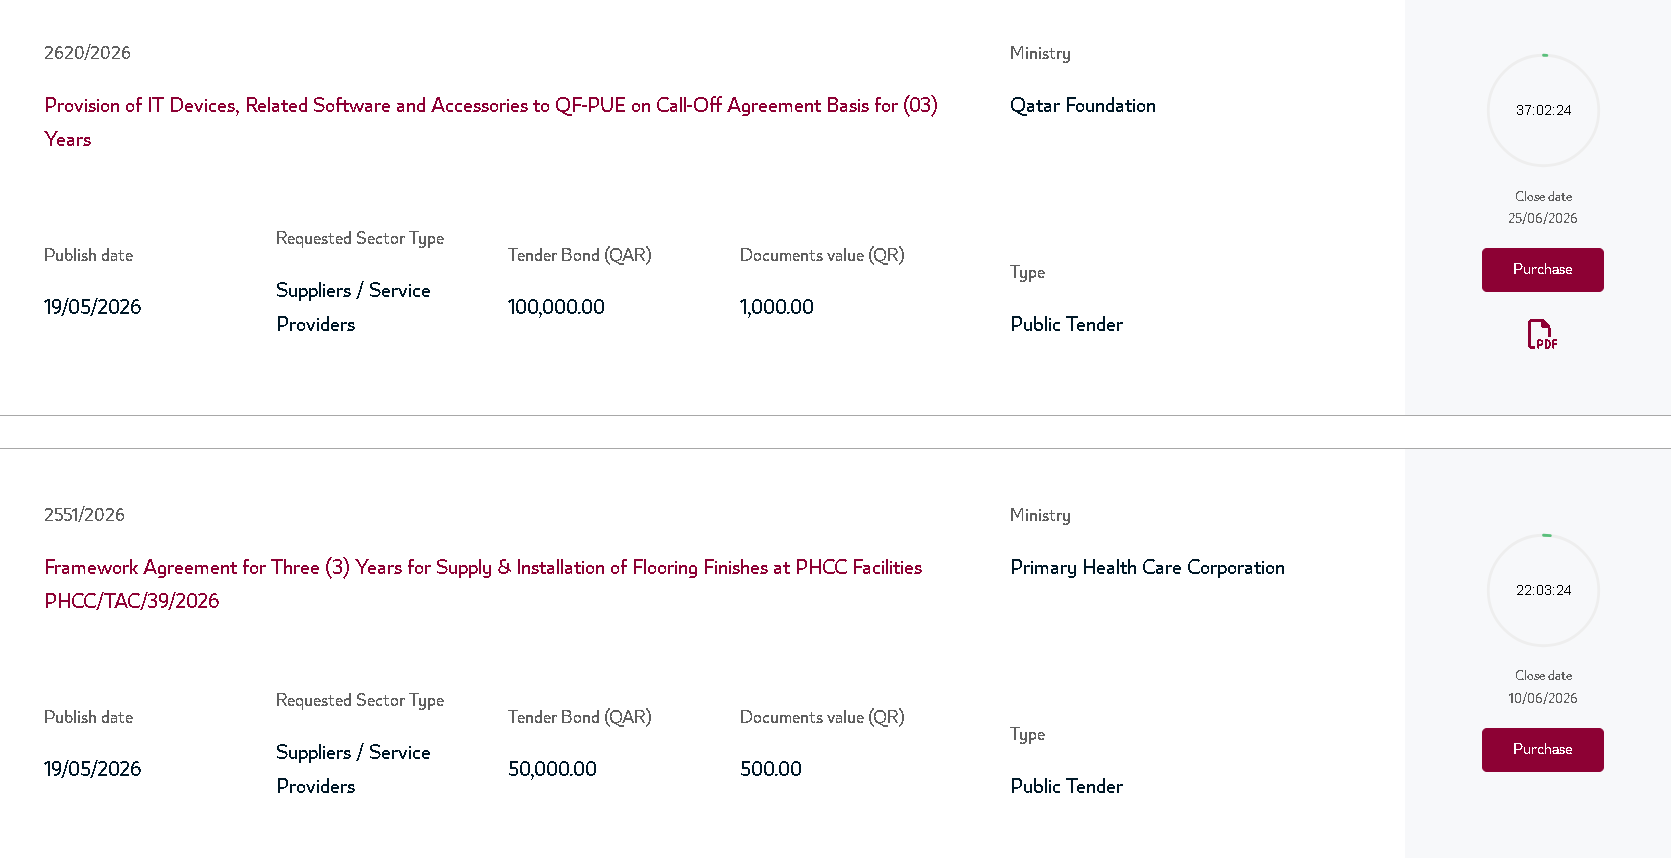 2620/2026
Ministry
Provision of IT Devices, Related Software and Accessories to QF-PUE on Call-Off Agreement Basis for (03)
Years
Qatar Foundation
37:02:24
Close date
25/06/2026
Purchase
PDF
Publish date
19/05/2026
Requested Sector Type
Suppliers / Service
Providers
Tender Bond (QAR)
100,000.00
Documents value (QR)
1,000.00
Type
Public Tender
2551/2026
Ministry
Framework Agreement for Three (3) Years for Supply & Installation of Flooring Finishes at PHCC Facilities
PHCC/TAC/39/2026
Primary Health Care Corporation
22:03:24
Close date
10/06/2026
Purchase
Publish date
19/05/2026
Requested Sector Type
Suppliers / Service
Providers
Tender Bond (QAR)
50,000.00
Documents value (QR)
500.00
Type
Public Tender